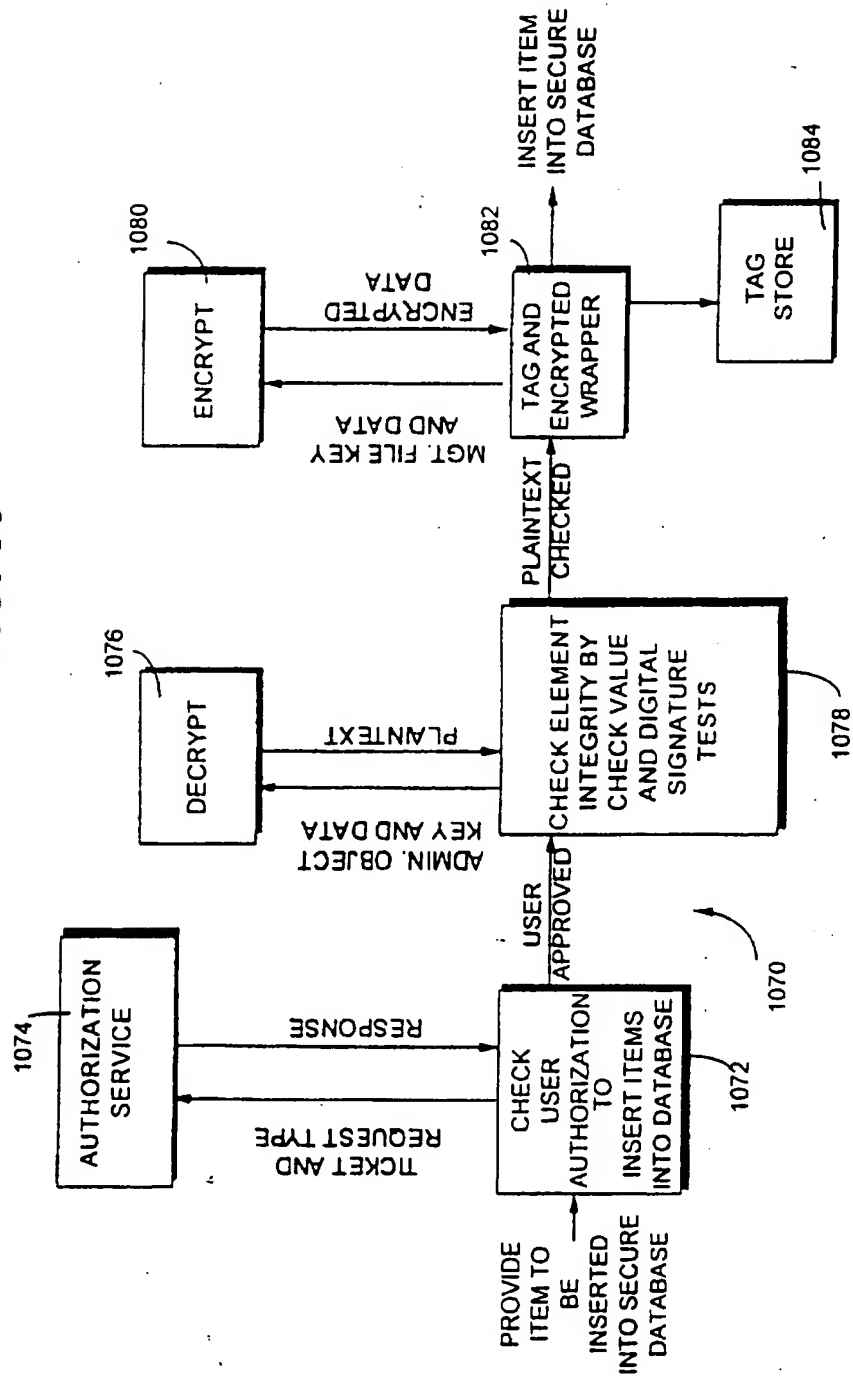 1074
AUTHORIZATION
SERVICE
TICKET AND
REQUEST TYPE
RESPONSE
PROVIDE
ITEM TO
BE
INSERTED
INTO SECURE
DATABASE
CHECK
USER
AUTHORIZATION
TO
INSERT ITEMS
INTO DATABASE
1072
USER
APPROVED
1070
1076
DECRYPT
ADMIN. OBJECT
KEY AND DATA
PLAINTEXT
CHECK ELEMENT
INTEGRITY BY
CHECK VALUE
AND DIGITAL
SIGNATURE
TESTS
1078
PLAINTEXT
CHECKED
1080
ENCRYPT
MGT. FILE KEY
AND DATA
ENCRYPTED
DATA
1082
TAG AND
ENCRYPTED
WRAPPER
INSERT ITEM
INTO SECURE
DATABASE
TAG
STORE
1084